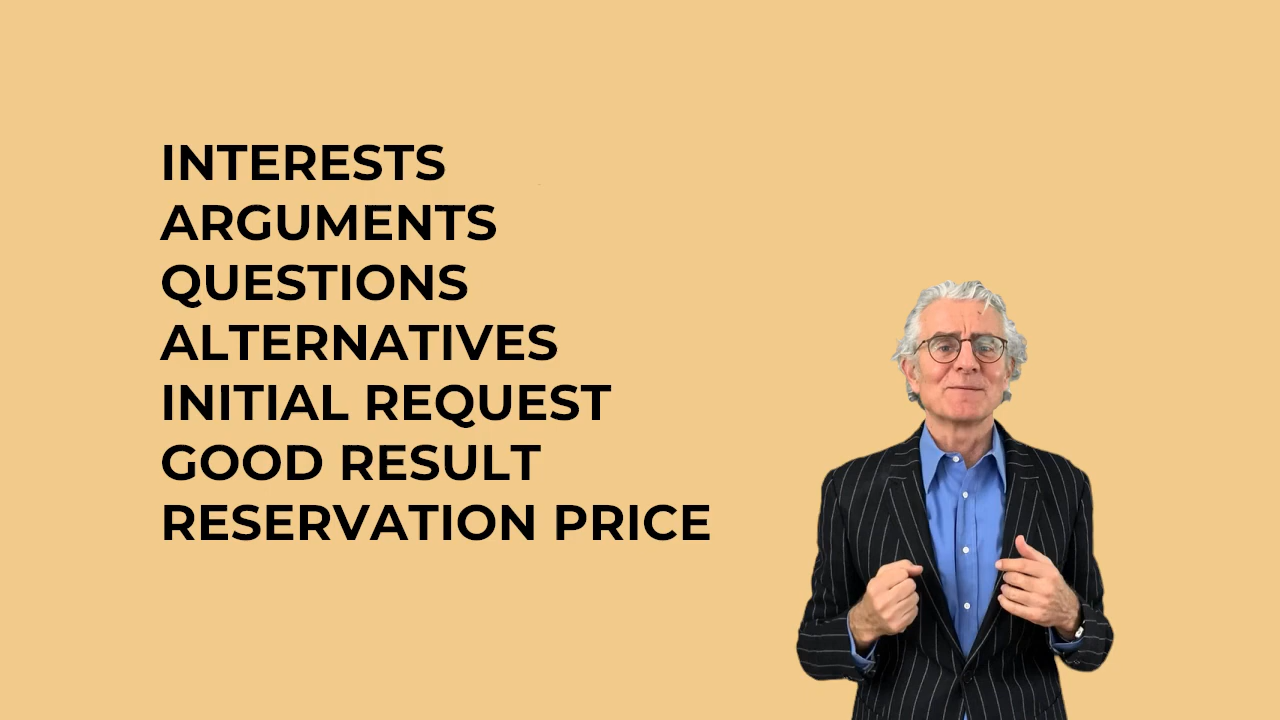 INTERESTS
ARGUMENTS
QUESTIONS
ALTERNATIVES
INITIAL REQUEST
GOOD RESULT
RESERVATION PRICE